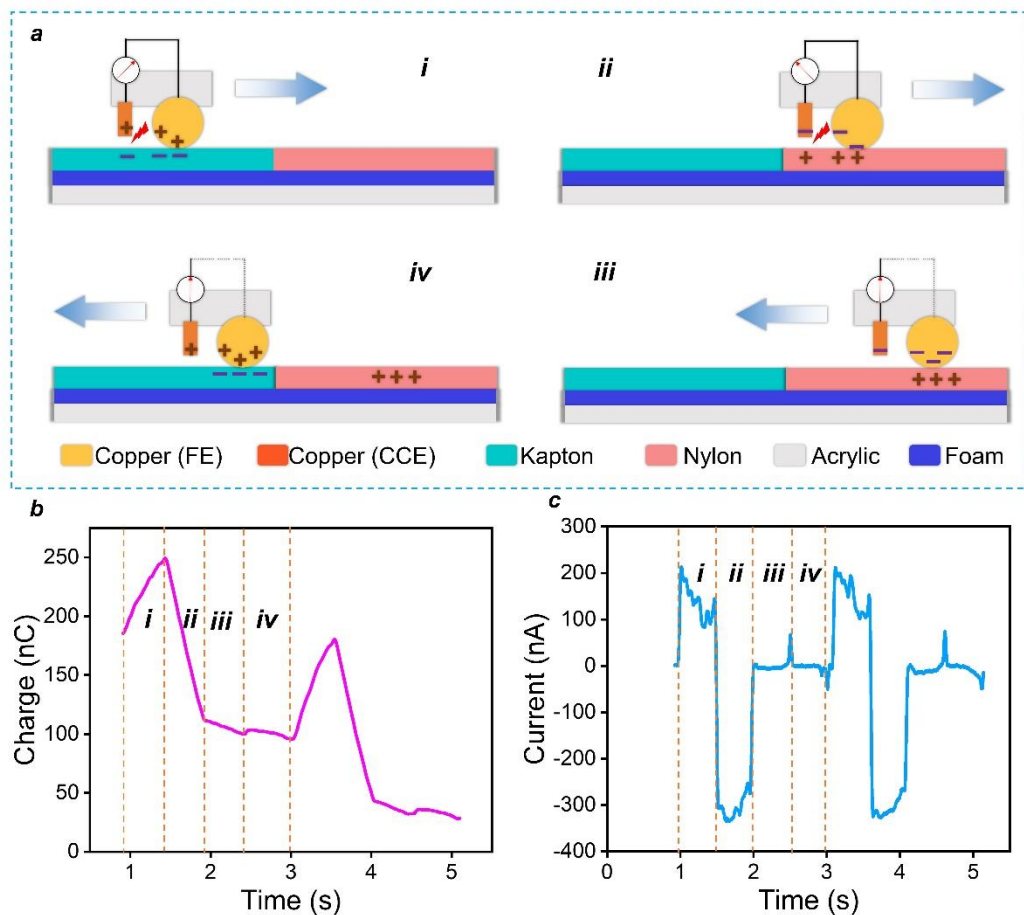 a
i
ii
iv
iii
Copper (FE)
Copper (CCE)
Kapton
Nylon
Acrylic
Foam
b
Charge (nC)
250
200
150
100
50
0
i
ii
iii
iv
1
2
3
4
5
Time (s)
c
Current (nA)
300
200
100
0
-100
-200
-300
-400
i
ii
iii
iv
0
1
2
3
4
5
Time (s)